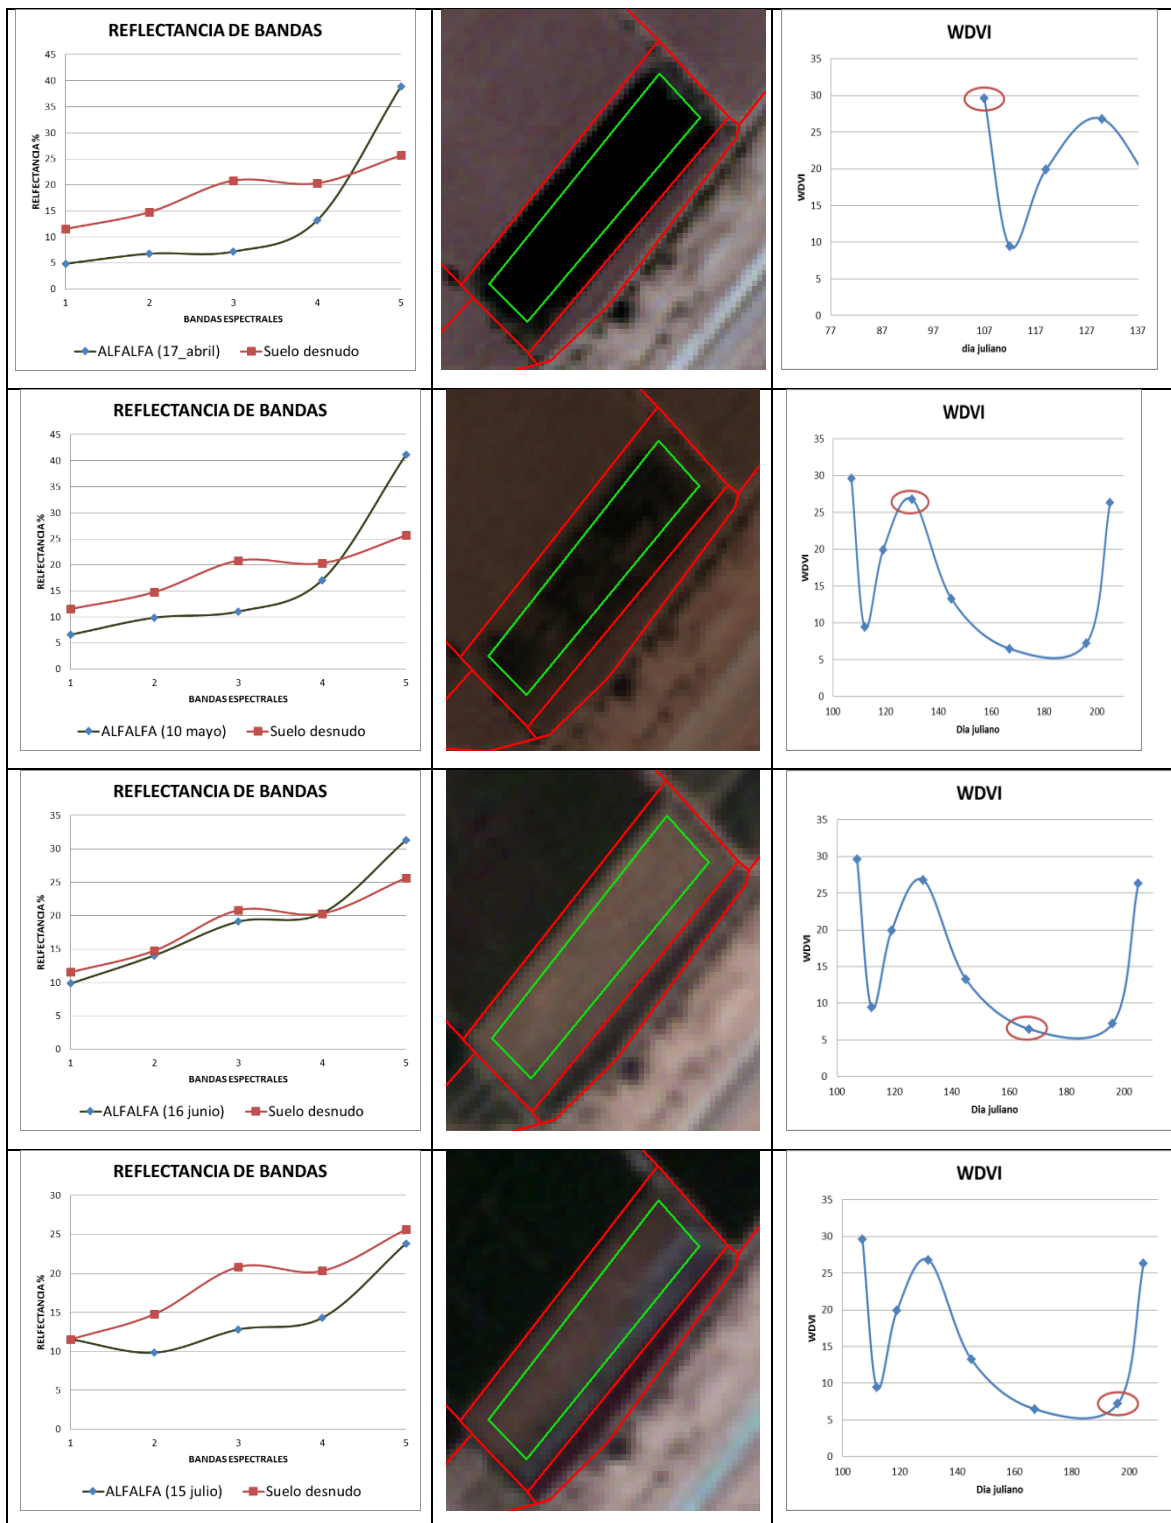 REFLECTANCIA DE BANDAS
45
40
35
30
25
20
15
10
5
0
RELFECTANCIA %
1 2 3 4 5
BANDAS ESPECTRALES
ALFALFA (17_abril) Suelo desnudo
WDVI
35
30
25
20
15
10
5
0
WDVI
77 87 97 107 117 127 137
dia juliano
REFLECTANCIA DE BANDAS
45
40
35
30
25
20
15
10
5
0
RELFECTANCIA %
1 2 3 4 5
BANDAS ESPECTRALES
ALFALFA (10 mayo) Suelo desnudo
WDVI
35
30
25
20
15
10
5
0
WDVI
100 120 140 160 180 200
Dia juliano
REFLECTANCIA DE BANDAS
35
30
25
20
15
10
5
0
RELFECTANCIA %
1 2 3 4 5
BANDAS ESPECTRALES
ALFALFA (16 junio) Suelo desnudo
WDVI
35
30
25
20
15
10
5
0
WDVI
100 120 140 160 180 200
Dia juliano
REFLECTANCIA DE BANDAS
30
25
20
15
10
5
0
RELFECTANCIA %
1 2 3 4 5
BANDAS ESPECTRALES
ALFALFA (15 julio) Suelo desnudo
WDVI
35
30
25
20
15
10
5
0
WDVI
100 120 140 160 180 200
Dia juliano